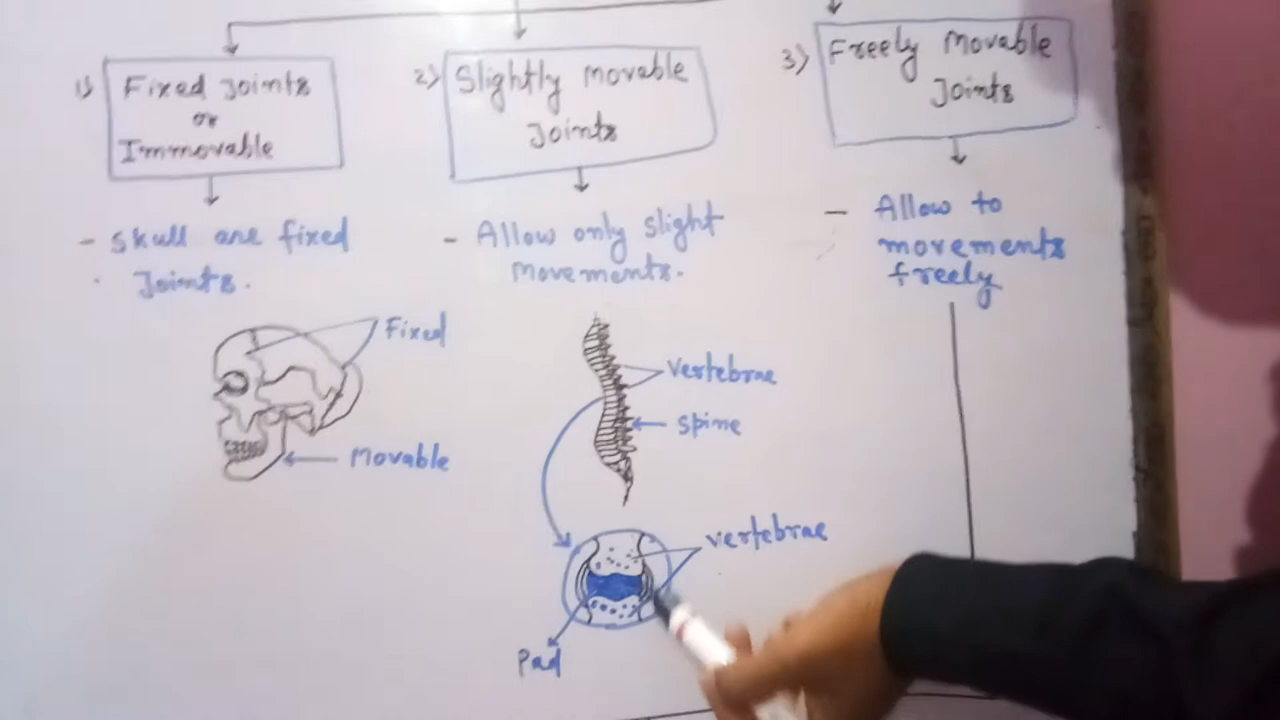 1) Fixed Joints
or
Immovable
- Skull are fixed
Joints.
Fixed
Movable
2) Slightly Movable
Joints
- Allow only slight
Movements.
Vertebrae
Spine
Vertebrae
Pad
3) Freely Movable
Joints
- Allow to
movements
freely